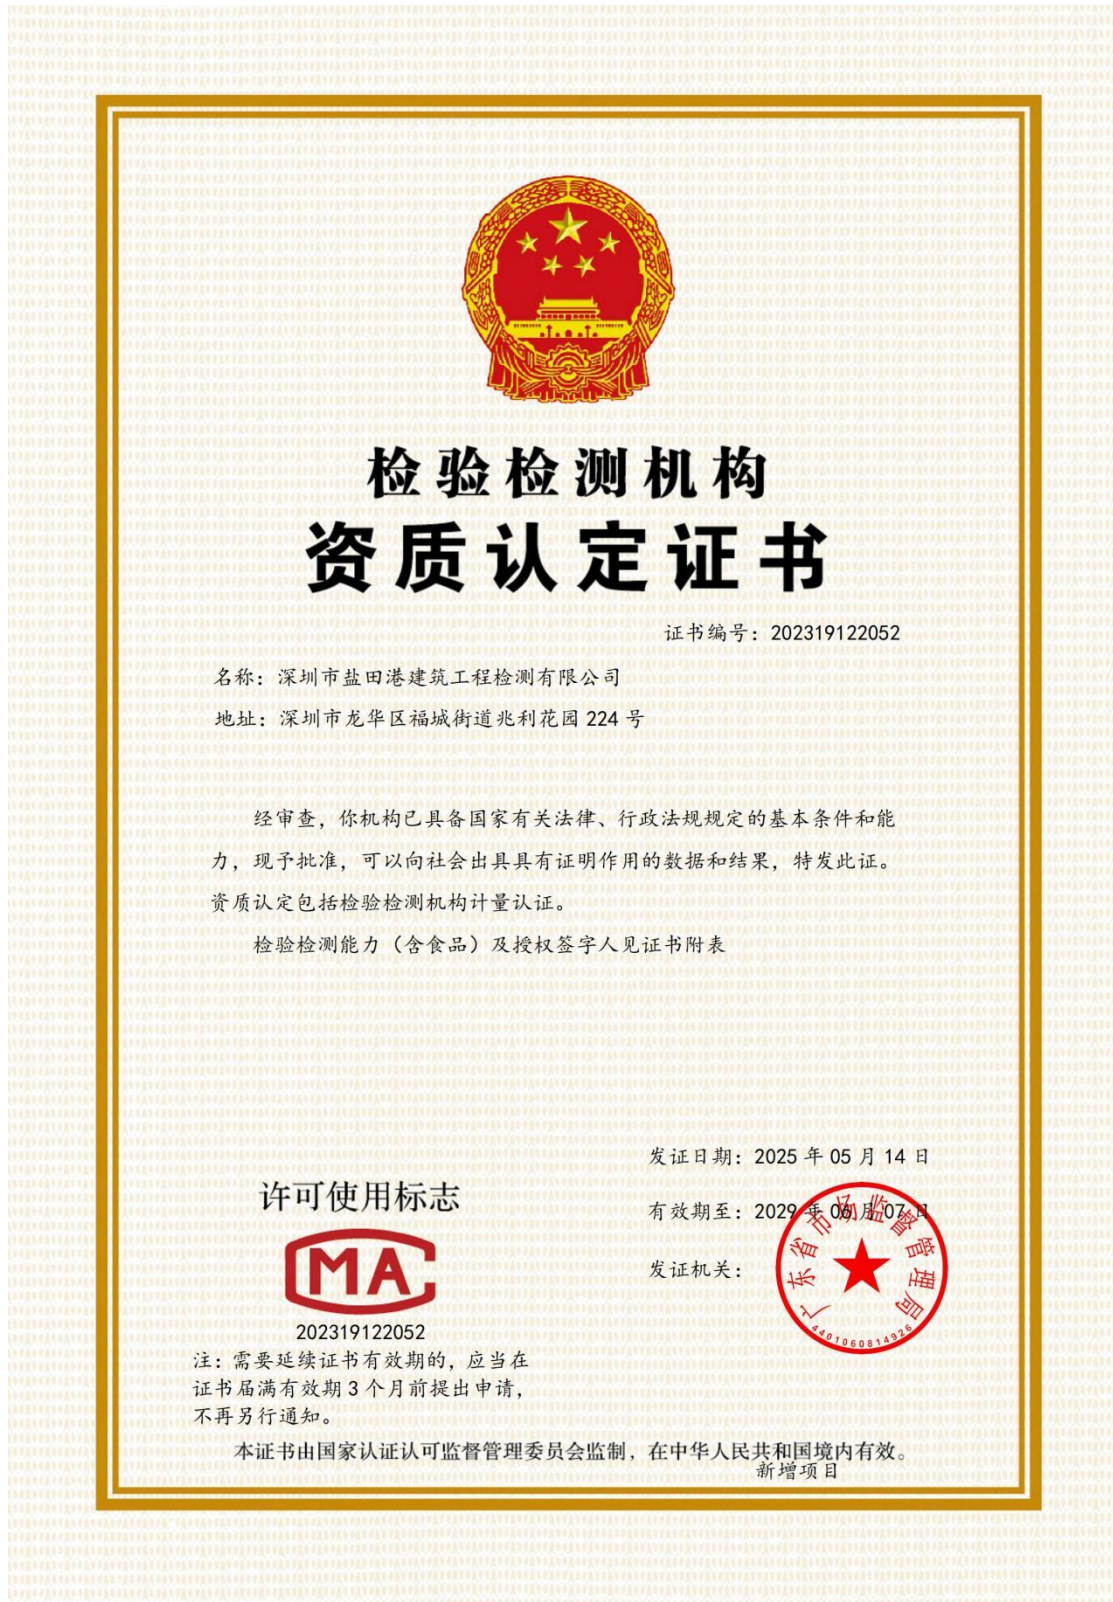 检验检测机构
资质认定证书
证书编号：202319122052
名称：深圳市盐田港建筑工程检测有限公司
地址：深圳市龙华区福城街道兆利花园224号
经审查，你机构已具备国家有关法律、行政法规规定的基本条件和能
力，现予批准，可以向社会出具具有证明作用的数据和结果，特发此证。
资质认定包括检验检测机构计量认证。
检验检测能力（含食品）及授权签字人见证书附表
发证日期：2025年05月14日
有效期至：2029年06月07日
发证机关：
广东省市场监督管理局
4401060814926
许可使用标志
CMA
202319122052
注：需要延续证书有效期的，应当在
证书届满有效期3个月前提出申请，
不再另行通知。
本证书由国家认证认可监督管理委员会监制，在中华人民共和国境内有效。
新增项目